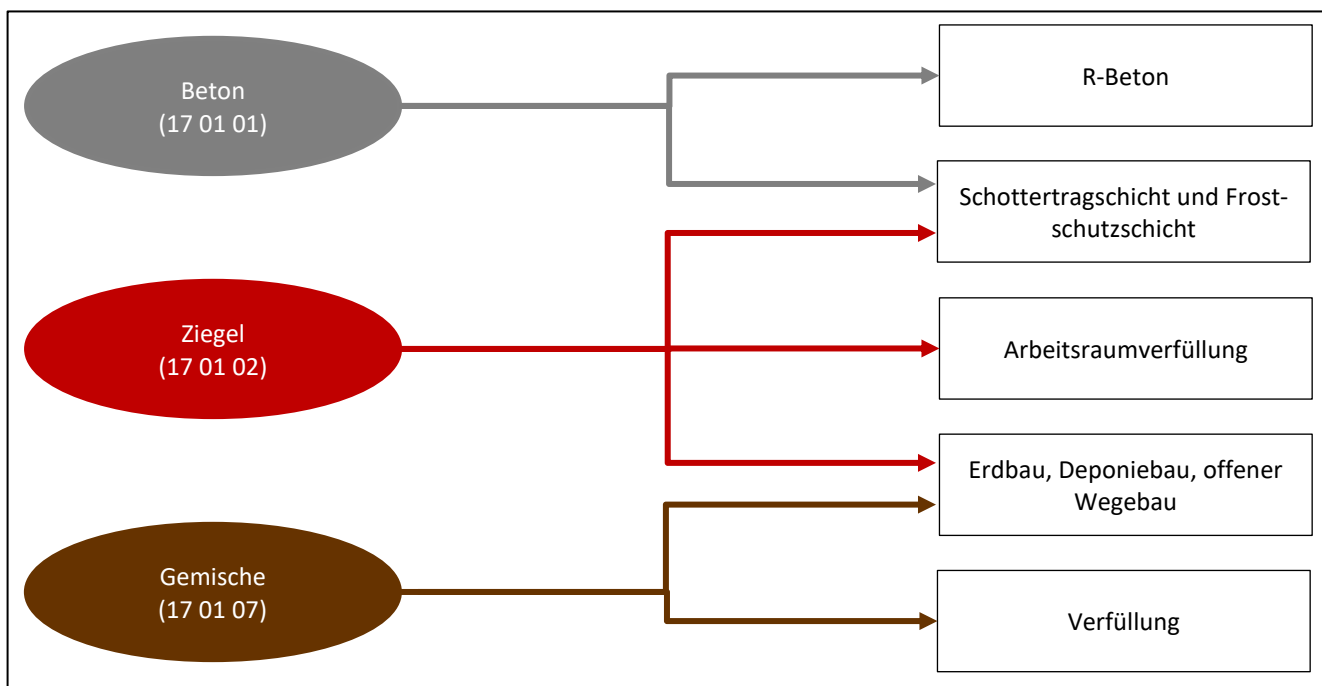 Beton
(17 01 01)
R-Beton
Schottertragschicht und Frost-
schutzschicht
Ziegel
(17 01 02)
Arbeitsraumverfüllung
Erdbau, Deponiebau, offener
Wegebau
Gemische
(17 01 07)
Verfüllung